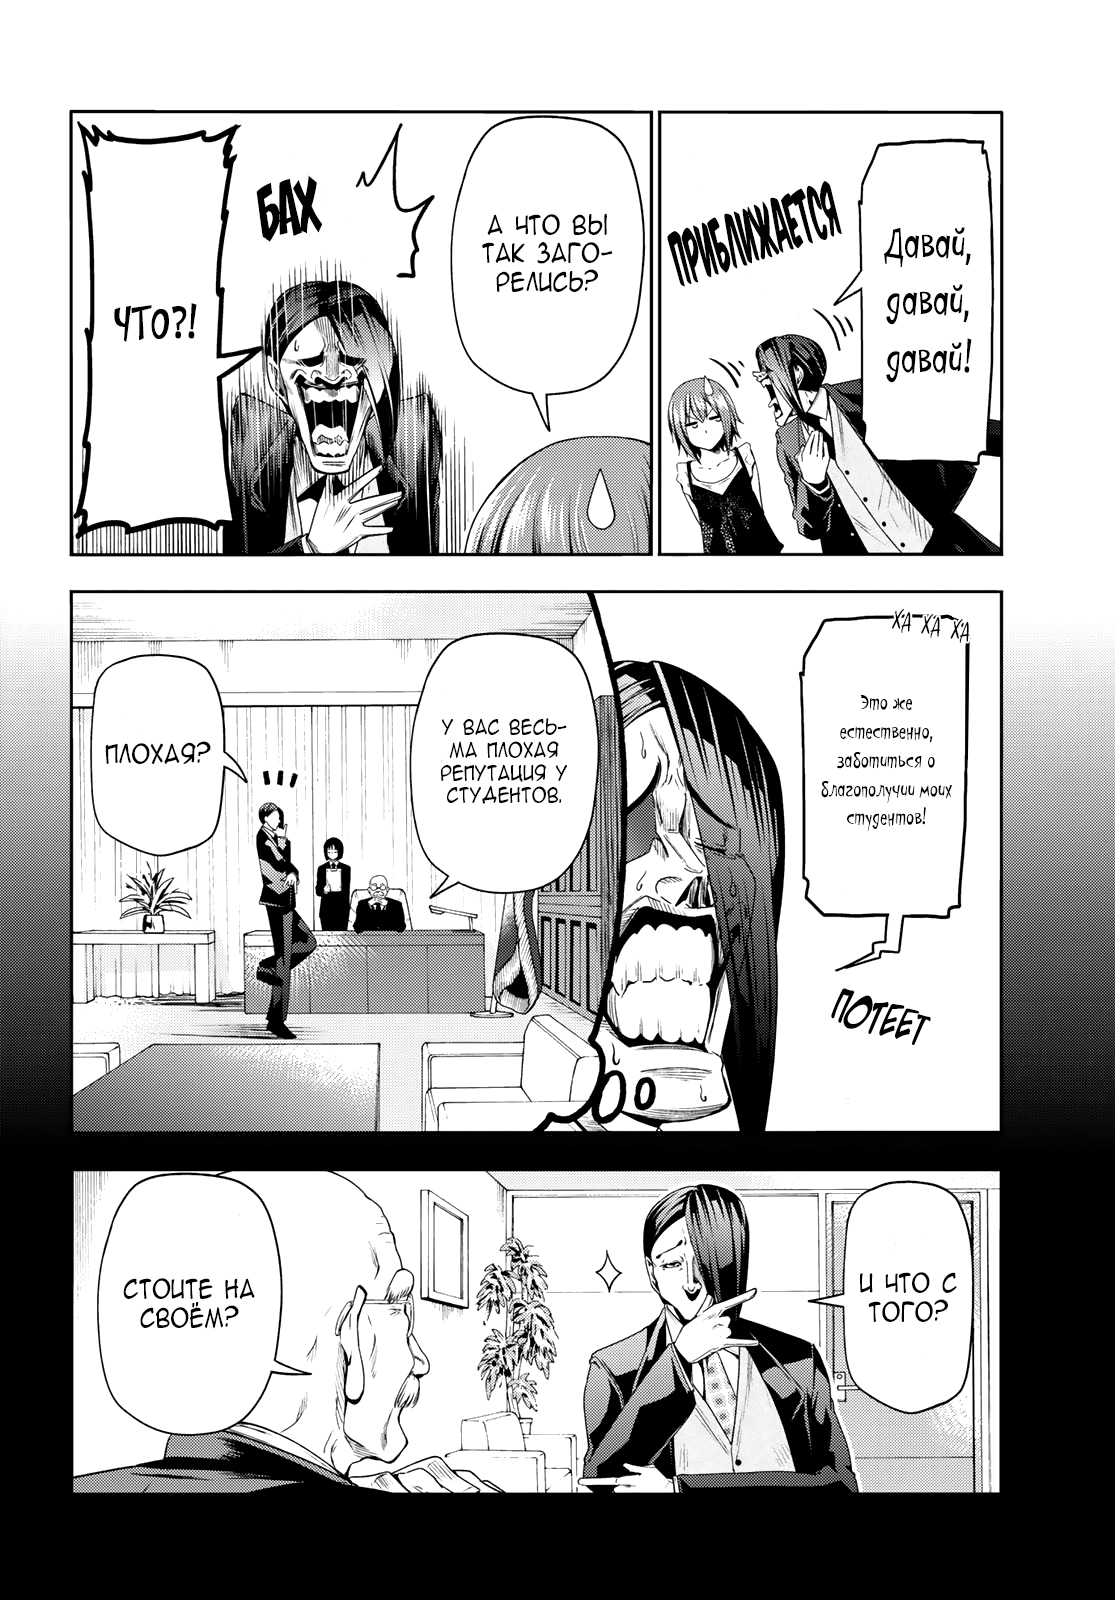 Давай,
давай,
давай!
ПРИБЛИЖАЕТСЯ
А ЧТО ВЫ
ТАК ЗАГО-
РЕЛИСЬ?
БАХ
ЧТО?!
ХА ХА ХА
Это же
естественно,
заботиться о
благополучии моих
студентов!
ПОТЕЕТ
У ВАС ВЕСЬ-
МА ПЛОХАЯ
РЕПУТАЦИЯ У
СТУДЕНТОВ.
ПЛОХАЯ?
И ЧТО С
ТОГО?
СТОИТЕ НА
СВОЁМ?